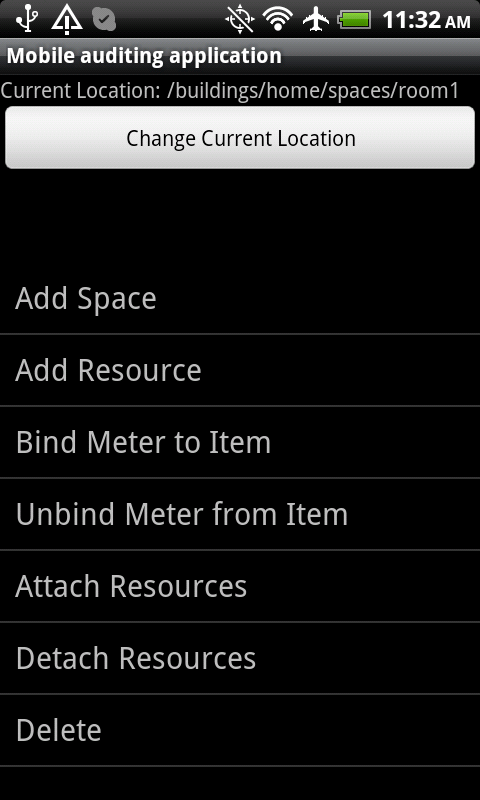 11:32 AM
Mobile auditing application
Current Location: /buildings/home/spaces/room1
Change Current Location
Add Space
Add Resource
Bind Meter to Item
Unbind Meter from Item
Attach Resources
Detach Resources
Delete